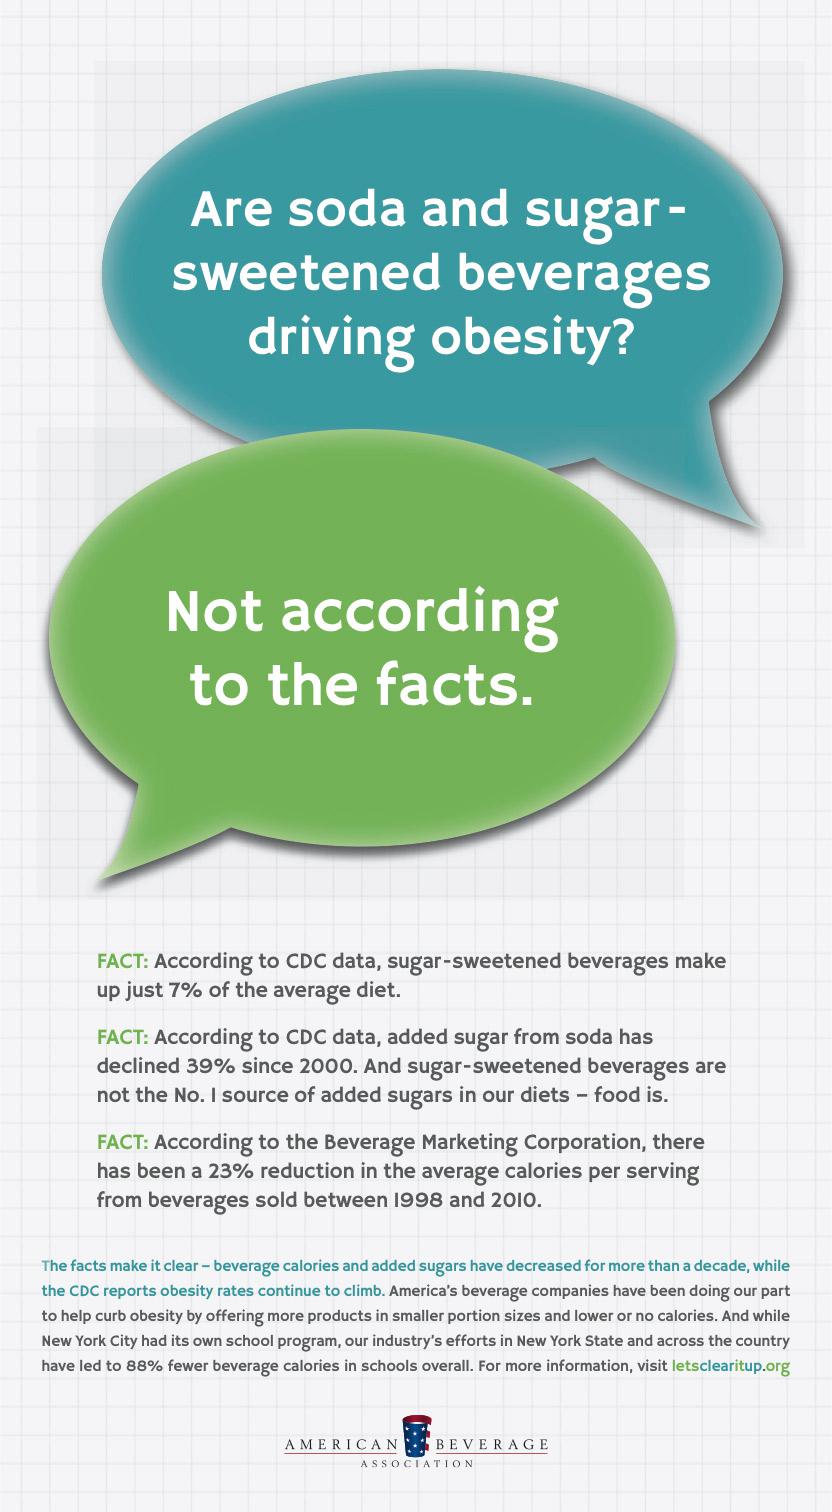 Are soda and sugar-
sweetened beverages
driving obesity?
Not according
to the facts.
FACT: According to CDC data, sugar-sweetened beverages make
up just 7% of the average diet.
FACT: According to CDC data, added sugar from soda has
declined 39% since 2000. And sugar-sweetened beverages are
not the No. 1 source of added sugars in our diets – food is.
FACT: According to the Beverage Marketing Corporation, there
has been a 23% reduction in the average calories per serving
from beverages sold between 1998 and 2010.
The facts make it clear – beverage calories and added sugars have decreased for more than a decade, while
the CDC reports obesity rates continue to climb. America's beverage companies have been doing our part
to help curb obesity by offering more products in smaller portion sizes and lower or no calories. And while
New York City had its own school program, our industry's efforts in New York State and across the country
have led to 88% fewer beverage calories in schools overall. For more information, visit letsclearitup.org
AMERICAN BEVERAGE
ASSOCIATION